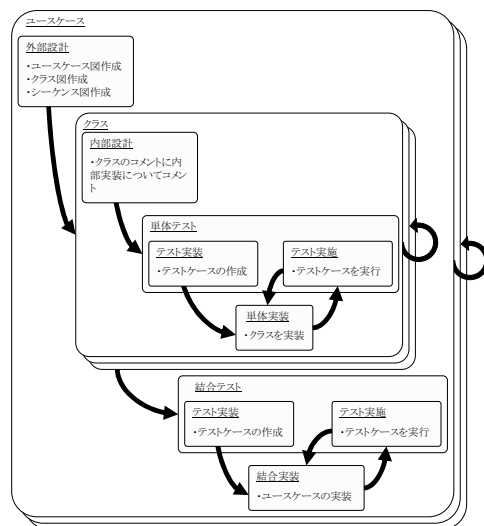 ユースケース
外部設計
・ユースケース図作成
・クラス図作成
・シーケンス図作成
クラス
内部設計
・クラスのコメントに内
部実装についてコメン
ト
単体テスト
テスト実装
・テストケースの作成
テスト実施
・テストケースを実行
単体実装
・クラスを実装
結合テスト
テスト実装
・テストケースの作成
テスト実施
・テストケースを実行
結合実装
・ユースケースの実装